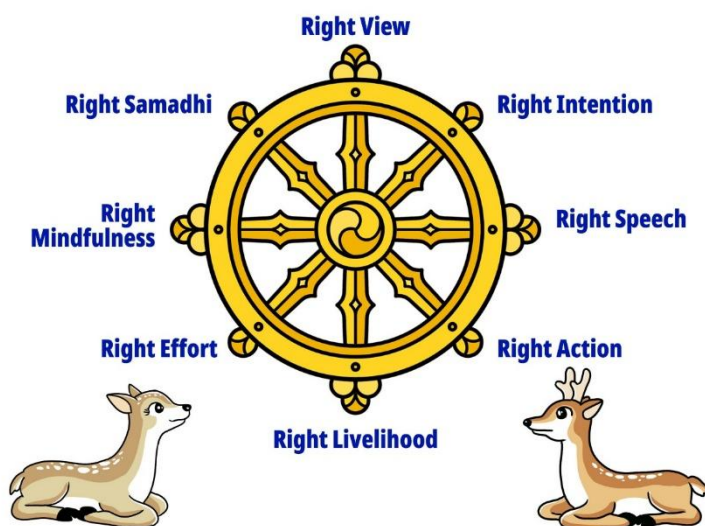 Right View
Right Samadhi
Right Intention
Right
Mindfulness
Right Speech
Right Effort
Right Action
Right Livelihood